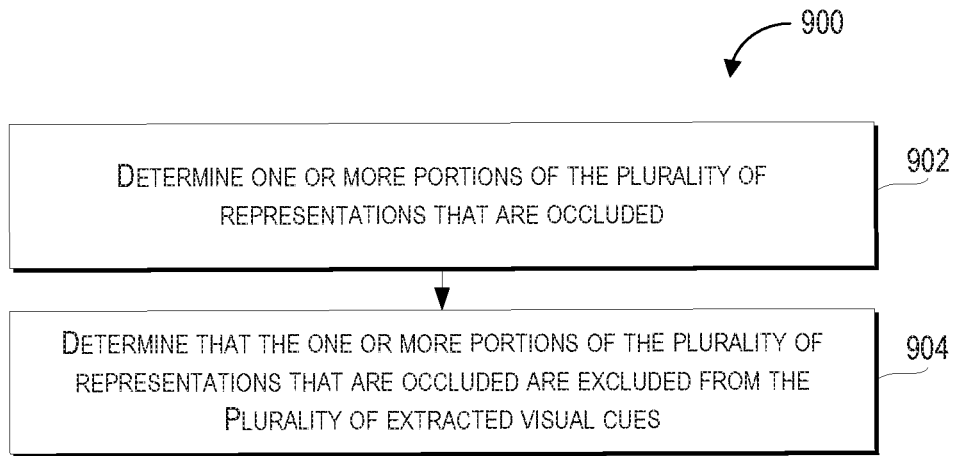 900
DETERMINE ONE OR MORE PORTIONS OF THE PLURALITY OF
REPRESENTATIONS THAT ARE OCCLUDED
902
DETERMINE THAT THE ONE OR MORE PORTIONS OF THE PLURALITY OF
REPRESENTATIONS THAT ARE OCCLUDED ARE EXCLUDED FROM THE
PLURALITY OF EXTRACTED VISUAL CUES
904